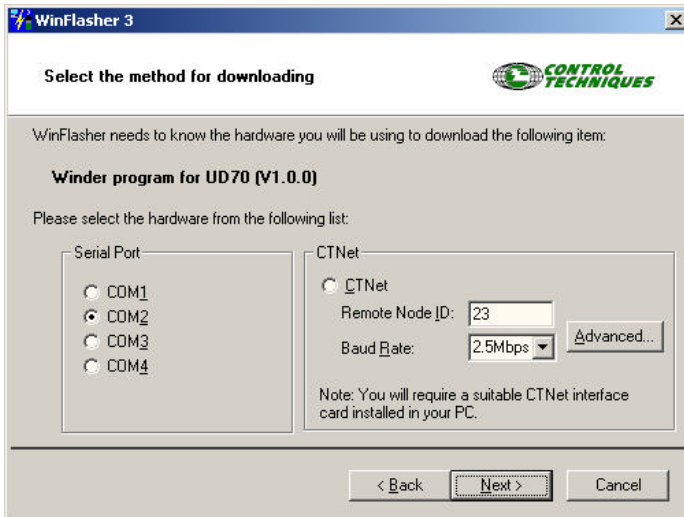 WinFlasher 3
Select the method for downloading
CONTROL
TECHNIQUES
WinFlasher needs to know the hardware you will be using to download the following item:
Winder program for UD70 (V1.0.0)
Please select the hardware from the following list:
Serial Port
COM1
COM2
COM3
COM4
CTNet
CTNet
Remote Node ID: 23
Baud Rate: 2.5Mbps
Advanced...
Note: You will require a suitable CTNet interface
card installed in your PC.
< Back Next > Cancel